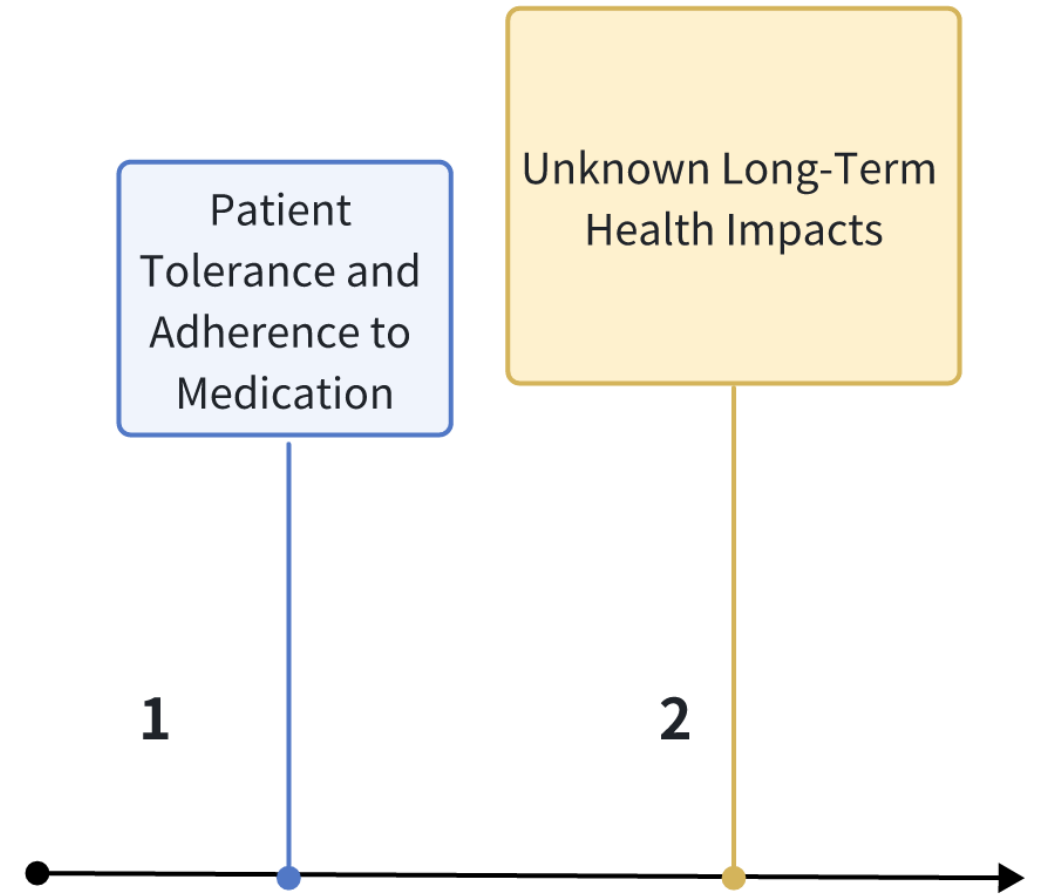 Patient
Tolerance and
Adherence to
Medication
Unknown Long-Term
Health Impacts
1
2